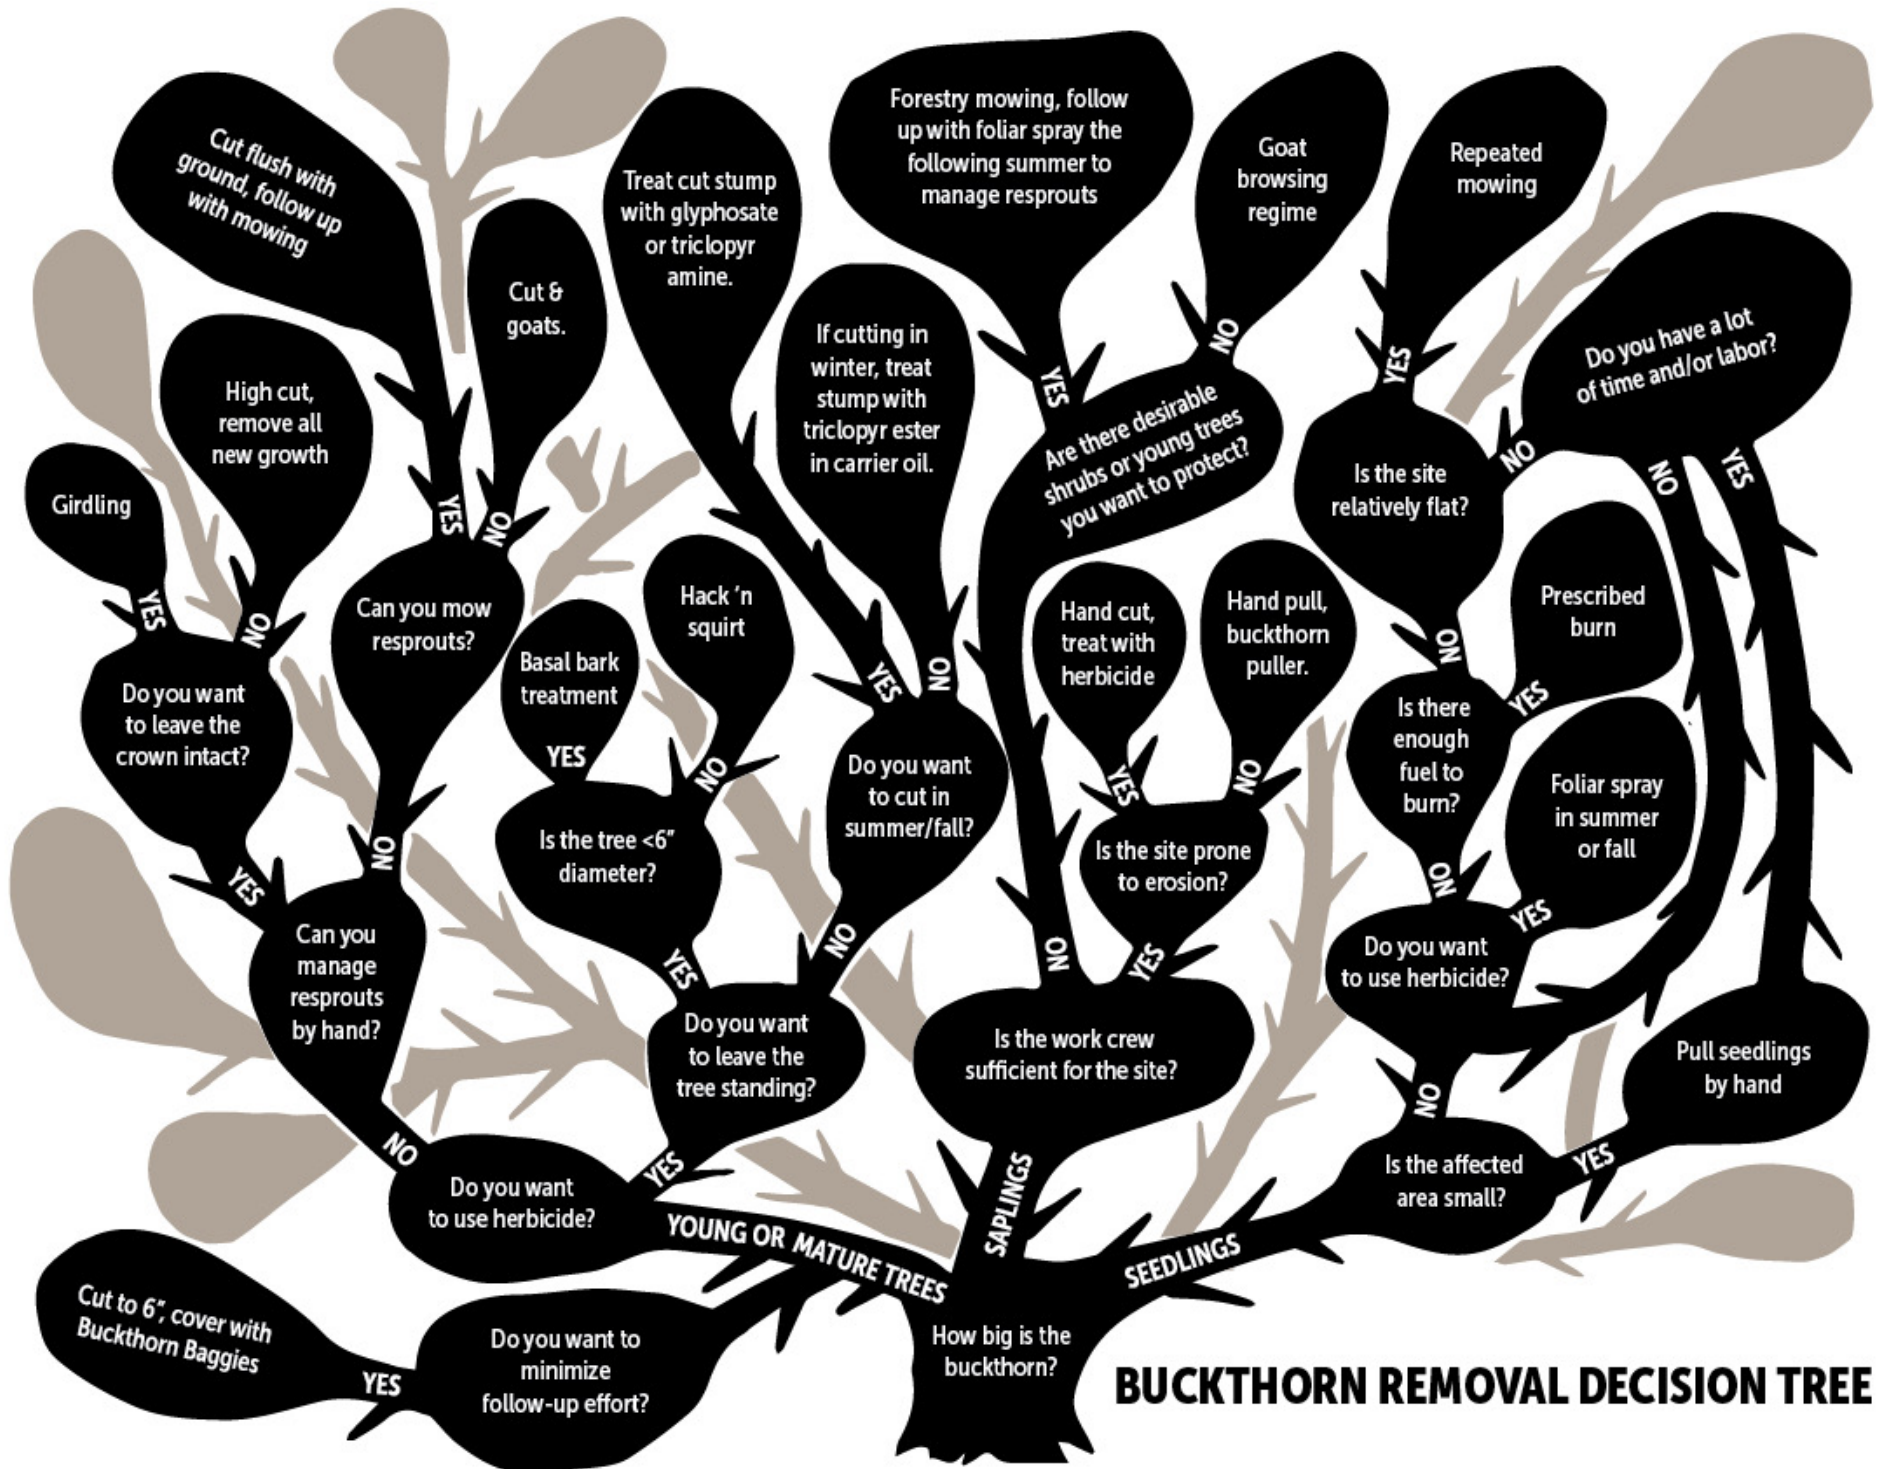 Cut flush with
ground, follow up
with mowing
Treat cut stump
with glyphosate
or triclopyr
amine.
Forestry mowing, follow
up with foliar spray the
following summer to
manage resprouts
Goat
browsing
regime
Repeated
mowing
Cut &
goats.
If cutting in
winter, treat
stump with
triclopyr ester
in carrier oil.
Do you have a lot
of time and/or labor?
High cut,
remove all
new growth
Girdling
YES
NO
YES
NO
Are there desirable
shrubs or young trees
you want to protect?
YES
NO
Is the site
relatively flat?
YES
NO
NO
YES
YES
NO
Can you mow
resprouts?
Basal bark
treatment
Hack 'n
squirt
YES
NO
Hand cut,
treat with
herbicide
Hand pull,
buckthorn
puller.
NO
Prescribed
burn
Do you want
to leave the
crown intact?
YES
NO
Do you want
to cut in
summer/fall?
YES
NO
Is there
enough
fuel to
burn?
YES
Foliar spray
in summer
or fall
Is the tree <6"
diameter?
Is the site prone
to erosion?
YES
NO
NO
YES
Can you
manage
resprouts
by hand?
YES
NO
NO
YES
Do you want
to use herbicide?
Do you want
to leave the
tree standing?
Is the work crew
sufficient for the site?
Pull seedlings
by hand
NO
NO
YES
Do you want
to use herbicide?
YOUNG OR MATURE TREES
SAPLINGS
SEEDLINGS
Is the affected
area small?
YES
Cut to 6", cover with
Buckthorn Baggies
YES
Do you want to
minimize
follow-up effort?
How big is the
buckthorn?
BUCKTHORN REMOVAL DECISION TREE